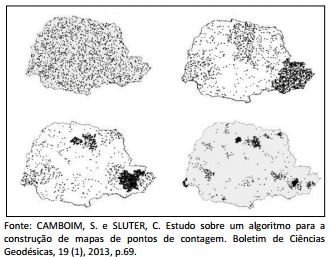 Fonte: CAMBOIM, S. e SLUTER, C. Estudo sobre um algoritmo para a
construção de mapas de pontos de contagem. Boletim de Ciências
Geodésicas, 19 (1), 2013, p.69.